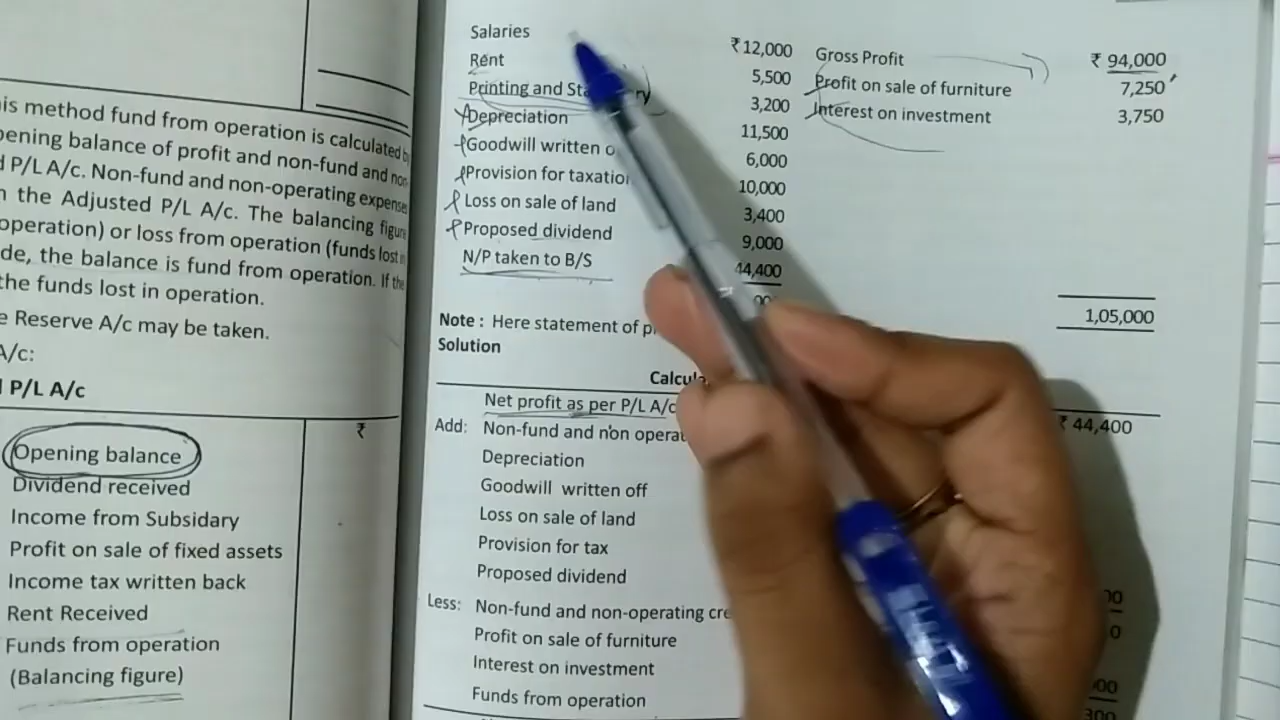 is method fund from operation is calculated
pening balance of profit and non-fund and
P/L A/c. Non-fund and non-operating expenses
the Adjusted P/L A/c. The balancing figure
operation) or loss from operation (funds lost
de, the balance is fund from operation. If the
the funds lost in operation.
e Reserve A/c may be taken.
A/c:
P/L A/c
₹
Opening balance
Dividend received
Income from Subsidary
Profit on sale of fixed assets
Income tax written back
Rent Received
Funds from operation
(Balancing figure)
Salaries ₹ 12,000 Gross Profit ₹ 94,000
Rent 5,500 Profit on sale of furniture 7,250
Printing and Sta ry 3,200 Interest on investment 3,750
Depreciation 11,500
Goodwill written o 6,000
Provision for taxatio 10,000
Loss on sale of land 3,400
Proposed dividend 9,000
N/P taken to B/S 44,400
1,05,000
Note : Here statement of
Solution
Calcula
Net profit as per P/L A/c ₹ 44,400
Add: Non-fund and non opera
Depreciation
Goodwill written off
Loss on sale of land
Provision for tax
Proposed dividend
Less: Non-fund and non-operating cre
Profit on sale of furniture
Interest on investment
Funds from operation